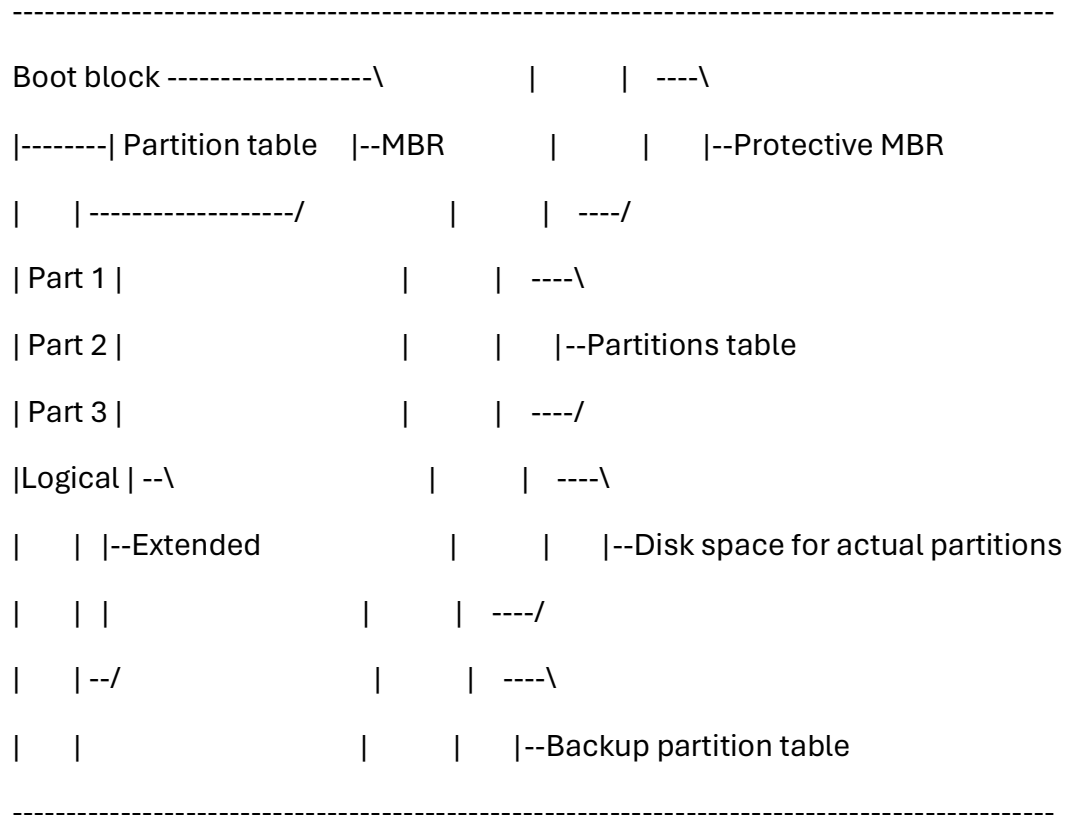 ---------------------------------------------------------------------------------------------------
Boot block -------------------\                    |            |    ----\
|--------| Partition table    |--MBR               |            |        |--Protective MBR
|        | -------------------/                    |            |    ----/
| Part 1 |                                         |            |    ----\
| Part 2 |                                         |            |        |--Partitions table
| Part 3 |                                         |            |    ----/
|Logical | --\                                     |            |    ----\
|        |   |--Extended                           |            |        |--Disk space for actual partitions
|        |   |                                     |            |    ----/
|        | --/                                     |            |    ----\
|        |                                         |            |        |--Backup partition table
---------------------------------------------------------------------------------------------------